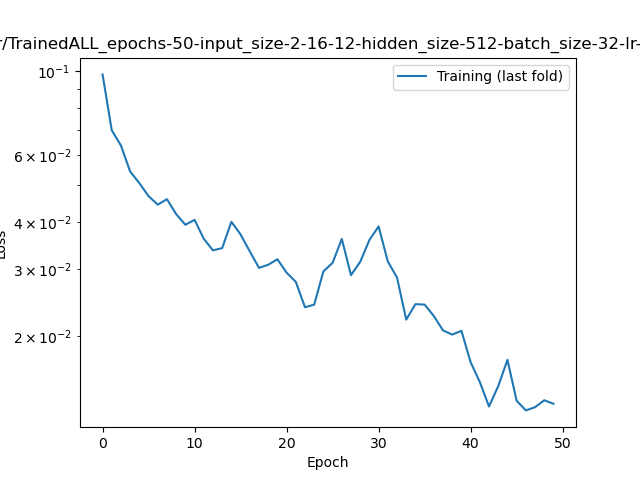 r/TrainedALL_epochs-50-input_size-2-16-12-hidden_size-512-batch_size-32-lr-
Training (last fold)
10⁻¹
6 × 10⁻²
4 × 10⁻²
3 × 10⁻²
2 × 10⁻²
Loss
0 10 20 30 40 50
Epoch